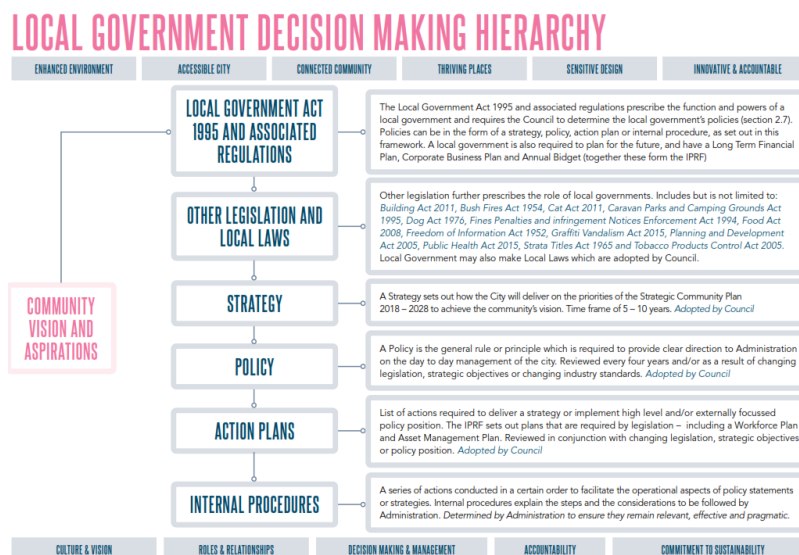 LOCAL GOVERNMENT DECISION MAKING HIERARCHY
ENHANCED ENVIRONMENT
ACCESSIBLE CITY
CONNECTED COMMUNITY
THRIVING PLACES
SENSITIVE DESIGN
INNOVATIVE & ACCOUNTABLE
LOCAL GOVERNMENT ACT
1995 AND ASSOCIATED
REGULATIONS
The Local Government Act 1995 and associated regulations prescribe the function and powers of a
local government and requires the Council to determine the local government's policies (section 2.7).
Policies can be in the form of a strategy, policy, action plan or internal procedure, as set out in this
framework. A local government is also required to plan for the future, and have a Long Term Financial
Plan, Corporate Business Plan and Annual Budget (together these form the IPRF)
OTHER LEGISLATION AND
LOCAL LAWS
Other legislation further prescribes the role of local governments. Includes but is not limited to:
Building Act 2011, Bush Fires Act 1954, Cat Act 2011, Caravan Parks and Camping Grounds Act
1995, Dog Act 1976, Fines Penalties and infringement Notices Enforcement Act 1994, Food Act
2008, Freedom of Information Act 1952, Graffiti Vandalism Act 2015, Planning and Development
Act 2005, Public Health Act 2015, Strata Titles Act 1965 and Tobacco Products Control Act 2005.
Local Government may also make Local Laws which are adopted by Council.
COMMUNITY
VISION AND
ASPIRATIONS
STRATEGY
A Strategy sets out how the City will deliver on the priorities of the Strategic Community Plan
2018 – 2028 to achieve the community's vision. Time frame of 5 – 10 years. Adopted by Council
POLICY
A Policy is the general rule or principle which is required to provide clear direction to Administration
on the day to day management of the city. Reviewed every four years and/or as a result of changing
legislation, strategic objectives or changing industry standards. Adopted by Council
ACTION PLANS
List of actions required to deliver a strategy or implement high level and/or externally focussed
policy position. The IPRF sets out plans that are required by legislation – including a Workforce Plan
and Asset Management Plan. Reviewed in conjunction with changing legislation, strategic objectives
or policy position. Adopted by Council
INTERNAL PROCEDURES
A series of actions conducted in a certain order to facilitate the operational aspects of policy statements
or strategies. Internal procedures explain the steps and the considerations to be followed by
Administration. Determined by Administration to ensure they remain relevant, effective and pragmatic.
CULTURE & VISION
ROLES & RELATIONSHIPS
DECISION MAKING & MANAGEMENT
ACCOUNTABILITY
COMMITMENT TO SUSTAINABILITY